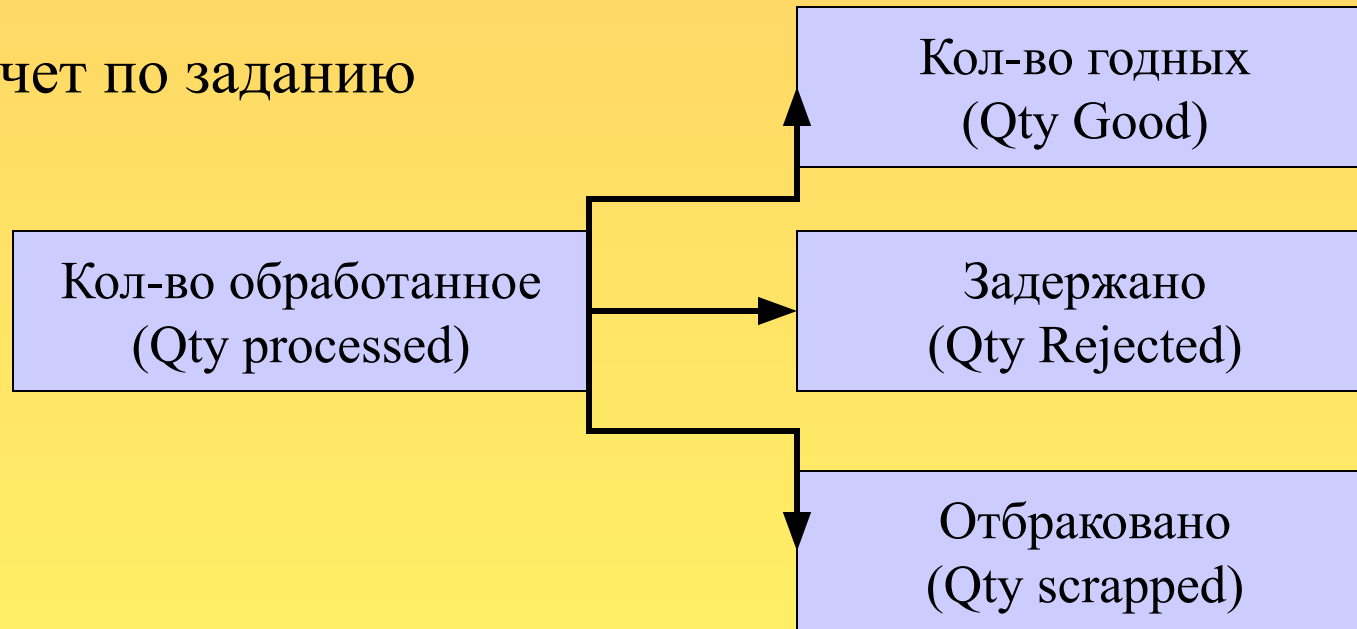 чет по заданию
Кол-во годных
(Qty Good)
Кол-во обработанное
(Qty processed)
Задержано
(Qty Rejected)
Отбраковано
(Qty scrapped)